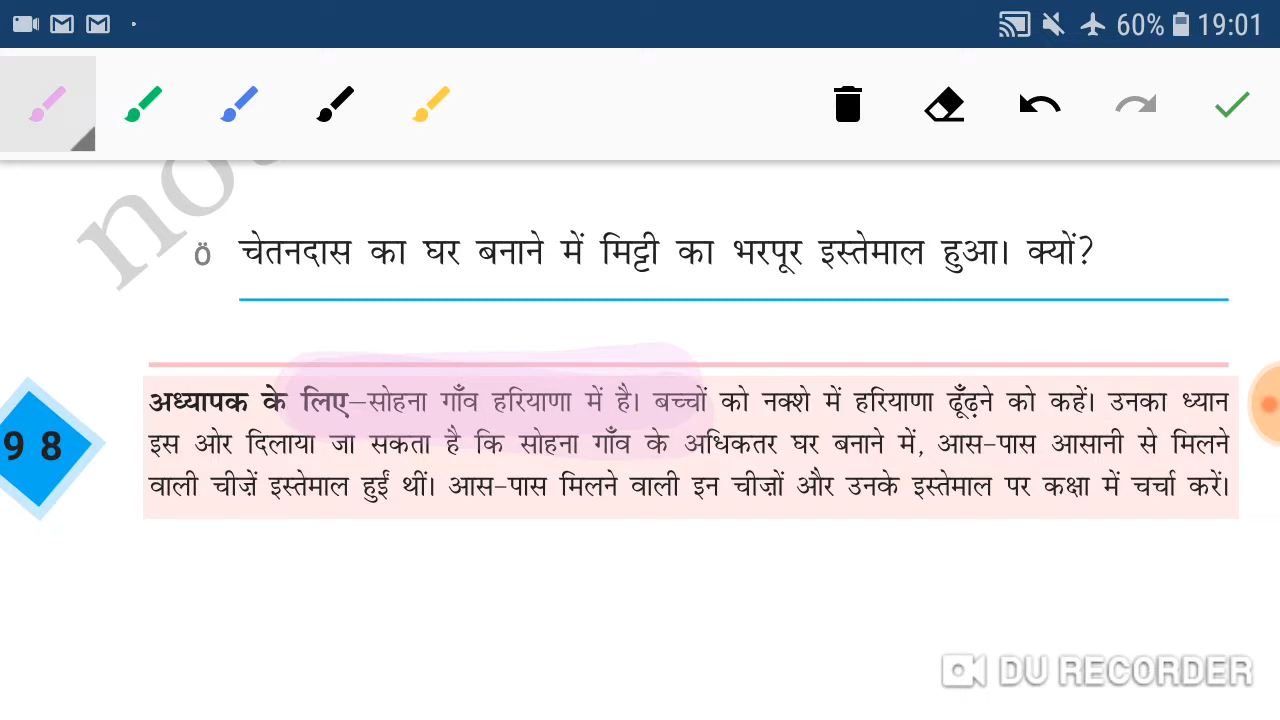 60% 19:01
no
ö चेतनदास का घर बनाने में मिट्टी का भरपूर इस्तेमाल हुआ। क्यों?
अध्यापक के लिए–सोहना गाँव हरियाणा में है। बच्चों को नक्शे में हरियाणा ढूँढ़ने को कहें। उनका ध्यान
इस ओर दिलाया जा सकता है कि सोहना गाँव के अधिकतर घर बनाने में, आस-पास आसानी से मिलने
वाली चीज़ें इस्तेमाल हुईं थीं। आस-पास मिलने वाली इन चीज़ों और उनके इस्तेमाल पर कक्षा में चर्चा करें।
98
DU RECORDER